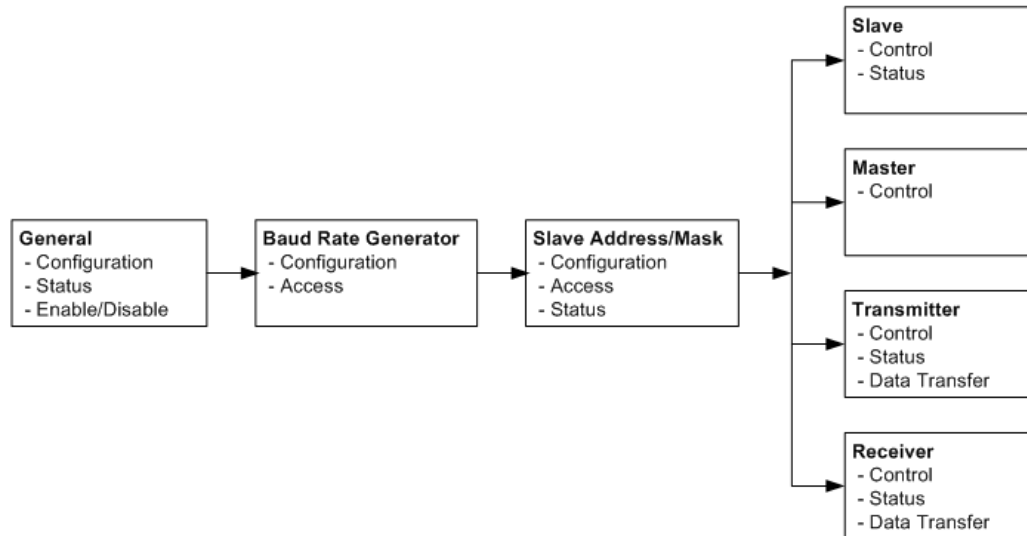 General
- Configuration
- Status
- Enable/Disable
Baud Rate Generator
- Configuration
- Access
Slave Address/Mask
- Configuration
- Access
- Status
Slave
- Control
- Status
Master
- Control
Transmitter
- Control
- Status
- Data Transfer
Receiver
- Control
- Status
- Data Transfer